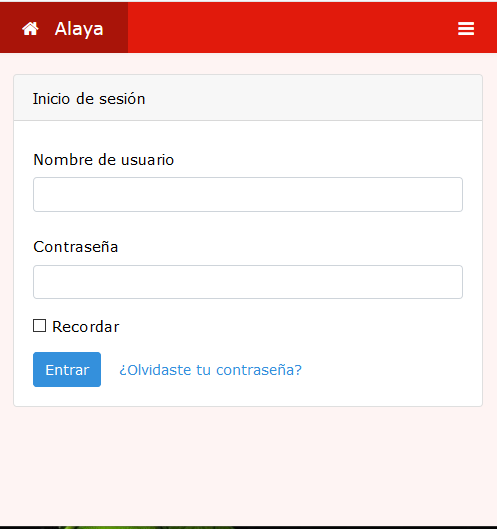 Alaya
Inicio de sesión
Nombre de usuario
Contraseña
Recordar
Entrar ¿Olvidaste tu contraseña?